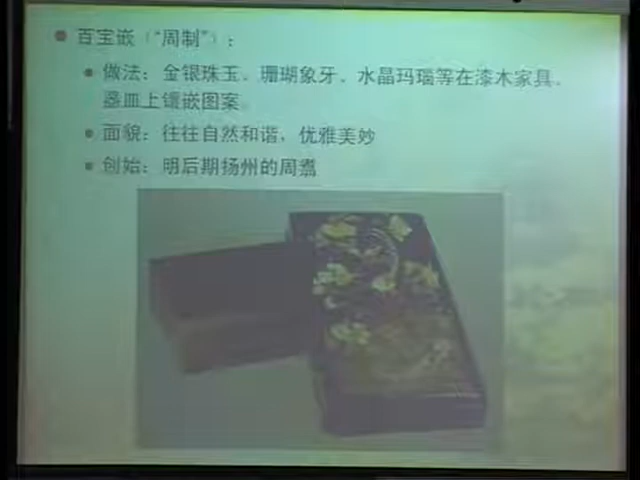 百宝嵌（“周制”）：
做法：金银珠玉、珊瑚象牙、水晶玛瑙等在漆木家具、
器皿上镶嵌图案。
面貌：往往自然和谐，优雅美妙
创始：明后期扬州的周翥